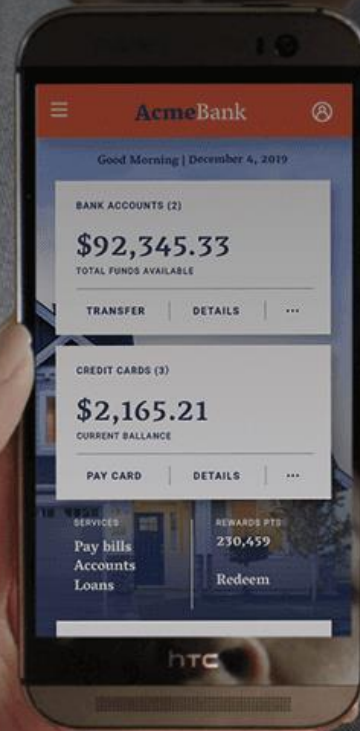 AcmeBank
Good Morning | December 4, 2019
BANK ACCOUNTS (2)
$92,345.33
TOTAL FUNDS AVAILABLE
TRANSFER DETAILS ...
CREDIT CARDS (3)
$2,165.21
CURRENT BALLANCE
PAY CARD DETAILS ...
SERVICES
Pay bills
Accounts
Loans
REWARDS PTS
230,459
Redeem
hTC